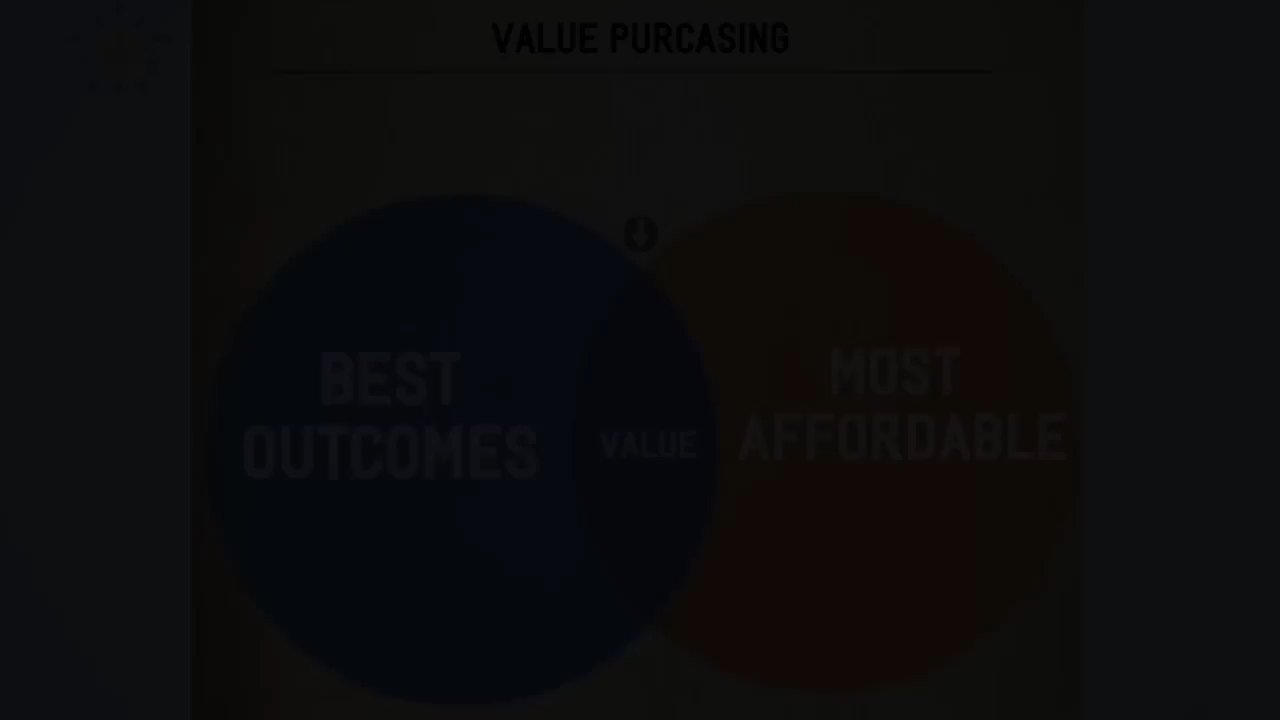 VALUE PURCASING
BEST
OUTCOMES
VALUE
MOST
AFFORDABLE